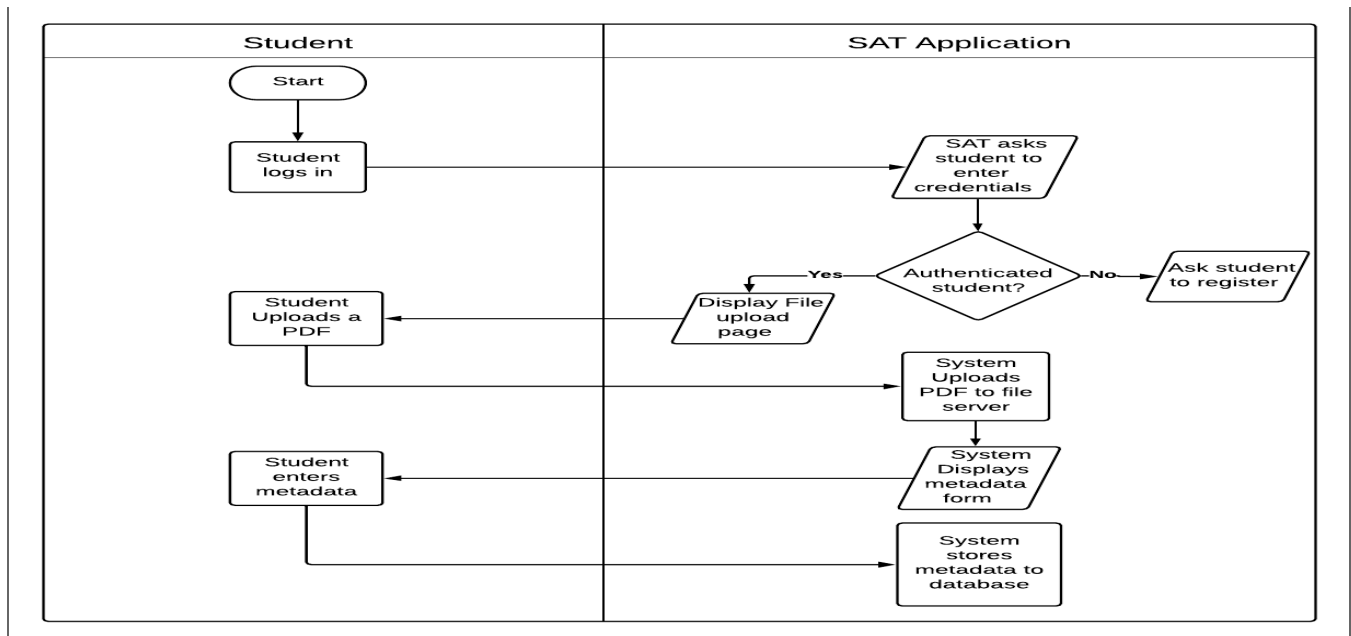 Student
SAT Application
Start
Student
logs in
SAT asks
student to
enter
credentials
Authenticated
student?
Yes
No
Ask student
to register
Display File
upload
page
Student
Uploads a
PDF
System
Uploads
PDF to file
server
System
Displays
metadata
form
Student
enters
metadata
System
stores
metadata to
database